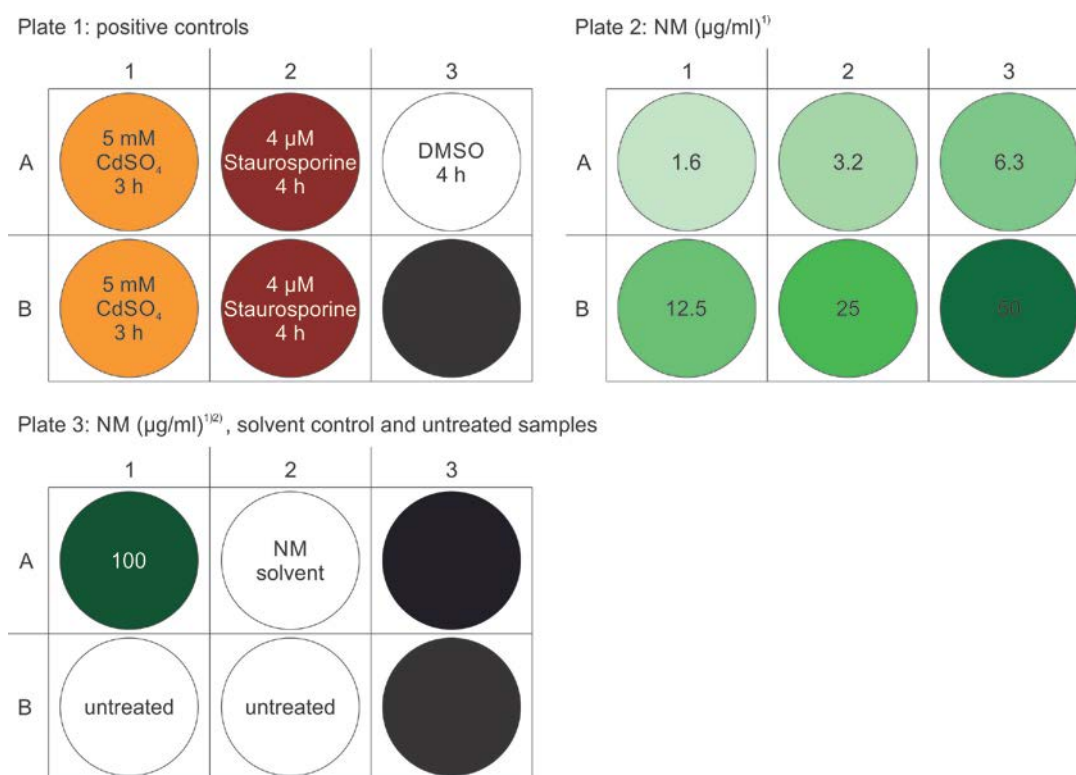 Plate 1: positive controls
1 2 3
A
5 mM
CdSO₄
3 h
4 µM
Staurosporine
4 h
DMSO
4 h
B
5 mM
CdSO₄
3 h
4 µM
Staurosporine
4 h
Plate 2: NM (µg/ml)¹⁾
1 2 3
A 1.6 3.2 6.3
B 12.5 25 50
Plate 3: NM (µg/ml)¹⁾²⁾, solvent control and untreated samples
1 2 3
A 100
NM
solvent
B untreated untreated